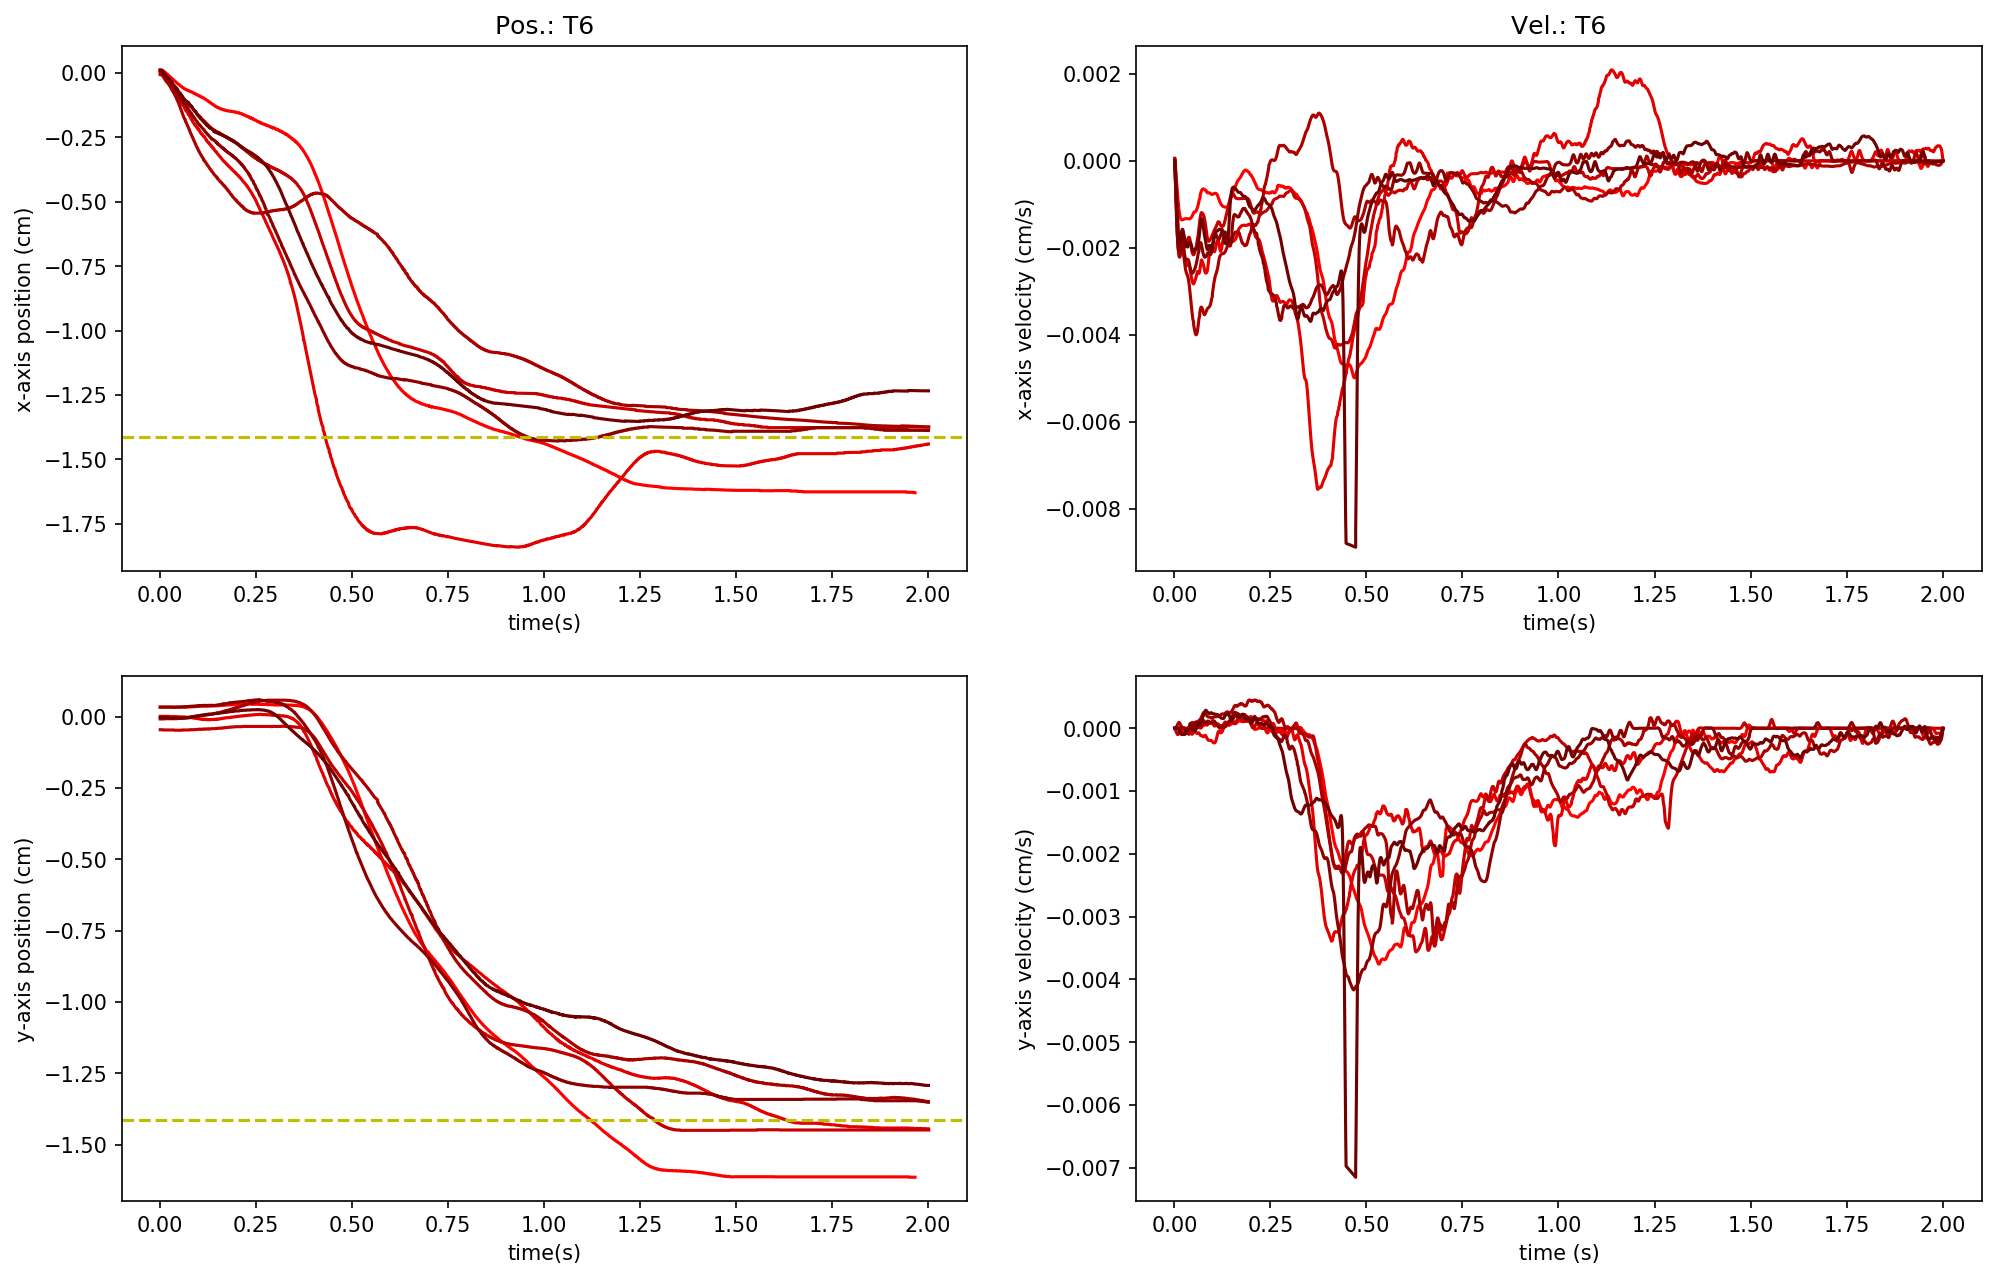 Pos.: T6
x-axis position (cm)
0.00
−0.25
−0.50
−0.75
−1.00
−1.25
−1.50
−1.75
0.00 0.25 0.50 0.75 1.00 1.25 1.50 1.75 2.00
time(s)
Vel.: T6
x-axis velocity (cm/s)
0.002
0.000
−0.002
−0.004
−0.006
−0.008
0.00 0.25 0.50 0.75 1.00 1.25 1.50 1.75 2.00
time(s)
y-axis position (cm)
0.00
−0.25
−0.50
−0.75
−1.00
−1.25
−1.50
0.00 0.25 0.50 0.75 1.00 1.25 1.50 1.75 2.00
time(s)
y-axis velocity (cm/s)
0.000
−0.001
−0.002
−0.003
−0.004
−0.005
−0.006
−0.007
0.00 0.25 0.50 0.75 1.00 1.25 1.50 1.75 2.00
time (s)